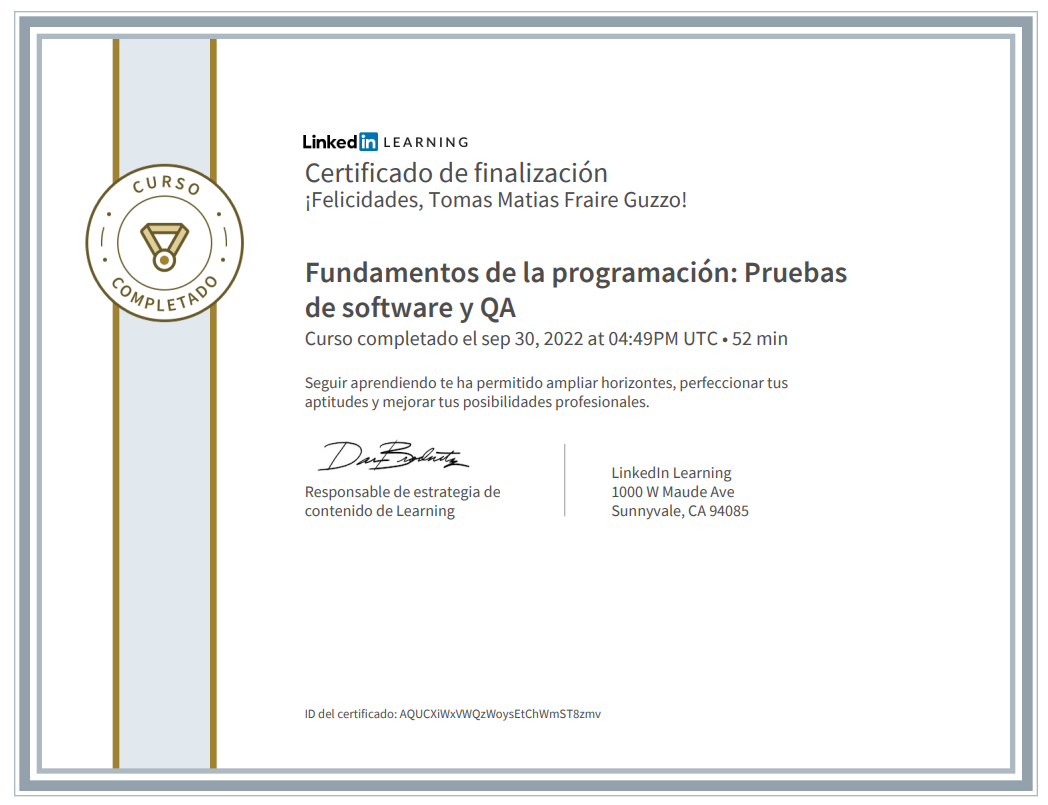 CURSO
COMPLETADO
Linkedin LEARNING
Certificado de finalización
¡Felicidades, Tomas Matias Fraire Guzzo!
Fundamentos de la programación: Pruebas
de software y QA
Curso completado el sep 30, 2022 at 04:49PM UTC • 52 min
Seguir aprendiendo te ha permitido ampliar horizontes, perfeccionar tus
aptitudes y mejorar tus posibilidades profesionales.
Responsable de estrategia de
contenido de Learning
LinkedIn Learning
1000 W Maude Ave
Sunnyvale, CA 94085
ID del certificado: AQUCXiWxVWQzWoysEtChWmST8zmv